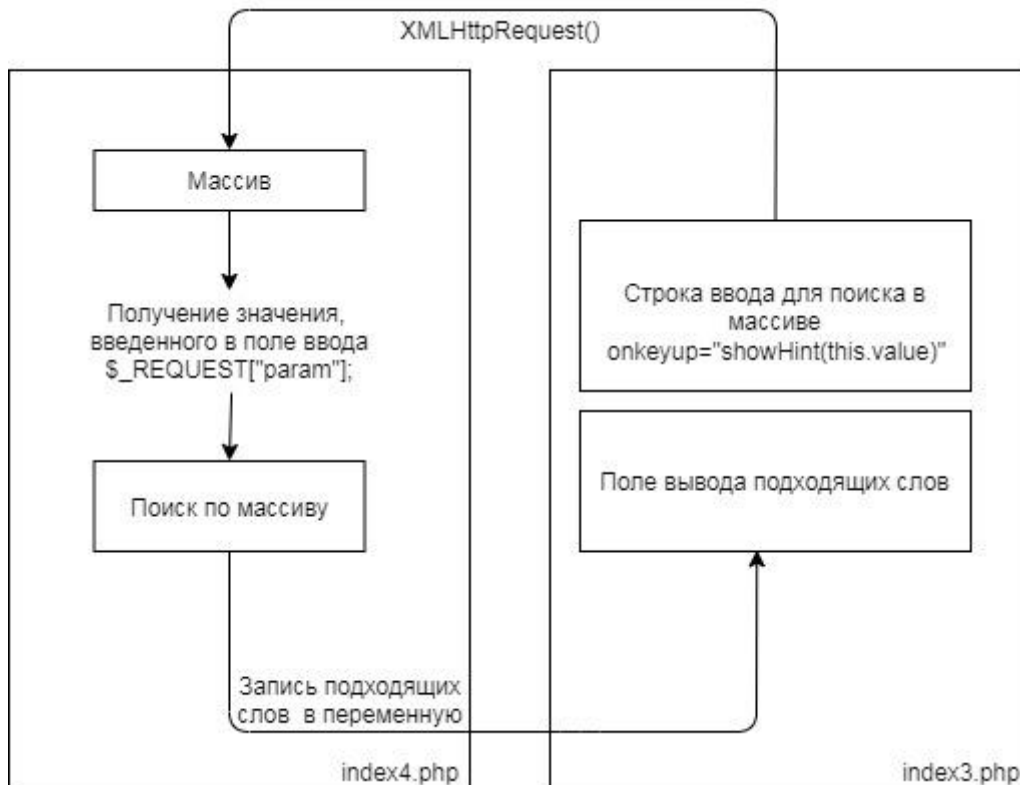 XMLHttpRequest()
Массив
Получение значения,
введенного в поле ввода
$_REQUEST["param"];
Поиск по массиву
Запись подходящих
слов в переменную
index4.php
Строка ввода для поиска в
массиве
onkeyup="showHint(this.value)"
Поле вывода подходящих слов
index3.php